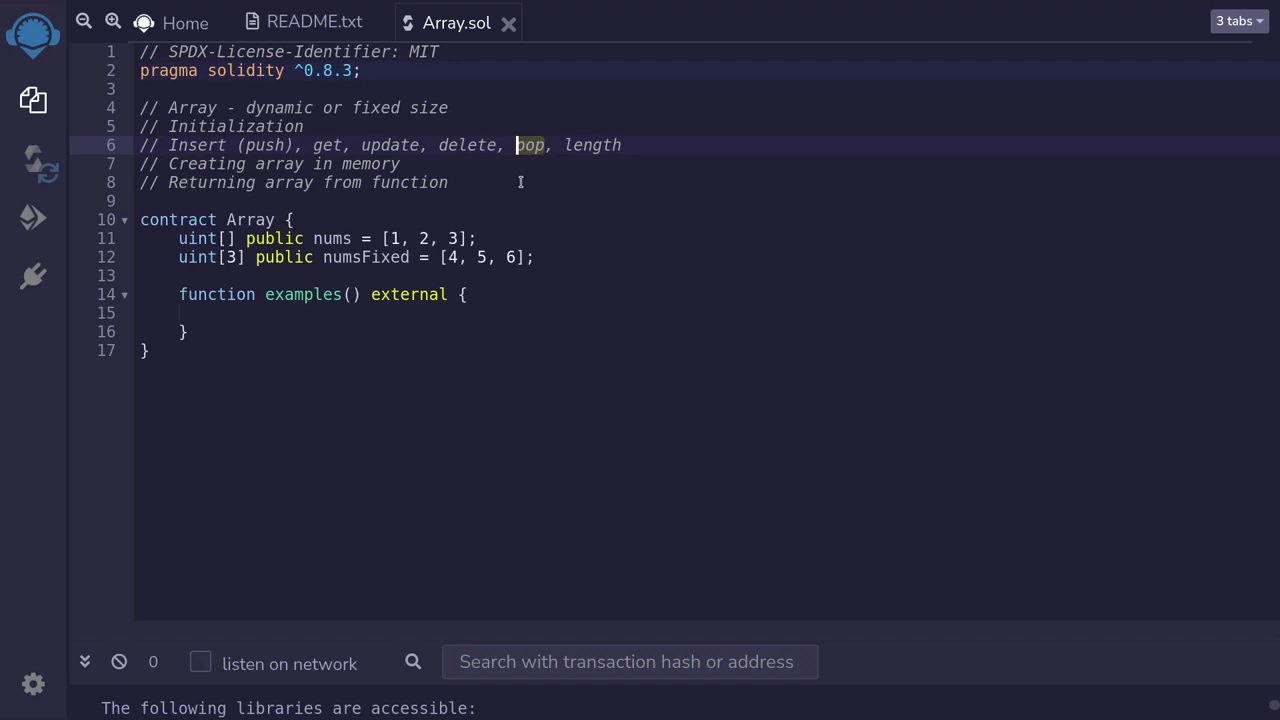 Home README.txt Array.sol 3 tabs
1 // SPDX-License-Identifier: MIT
2 pragma solidity ^0.8.3;
3
4 // Array - dynamic or fixed size
5 // Initialization
6 // Insert (push), get, update, delete, pop, length
7 // Creating array in memory
8 // Returning array from function
9
10 contract Array {
11     uint[] public nums = [1, 2, 3];
12     uint[3] public numsFixed = [4, 5, 6];
13
14     function examples() external {
15
16     }
17 }
0 listen on network Search with transaction hash or address
The following libraries are accessible: